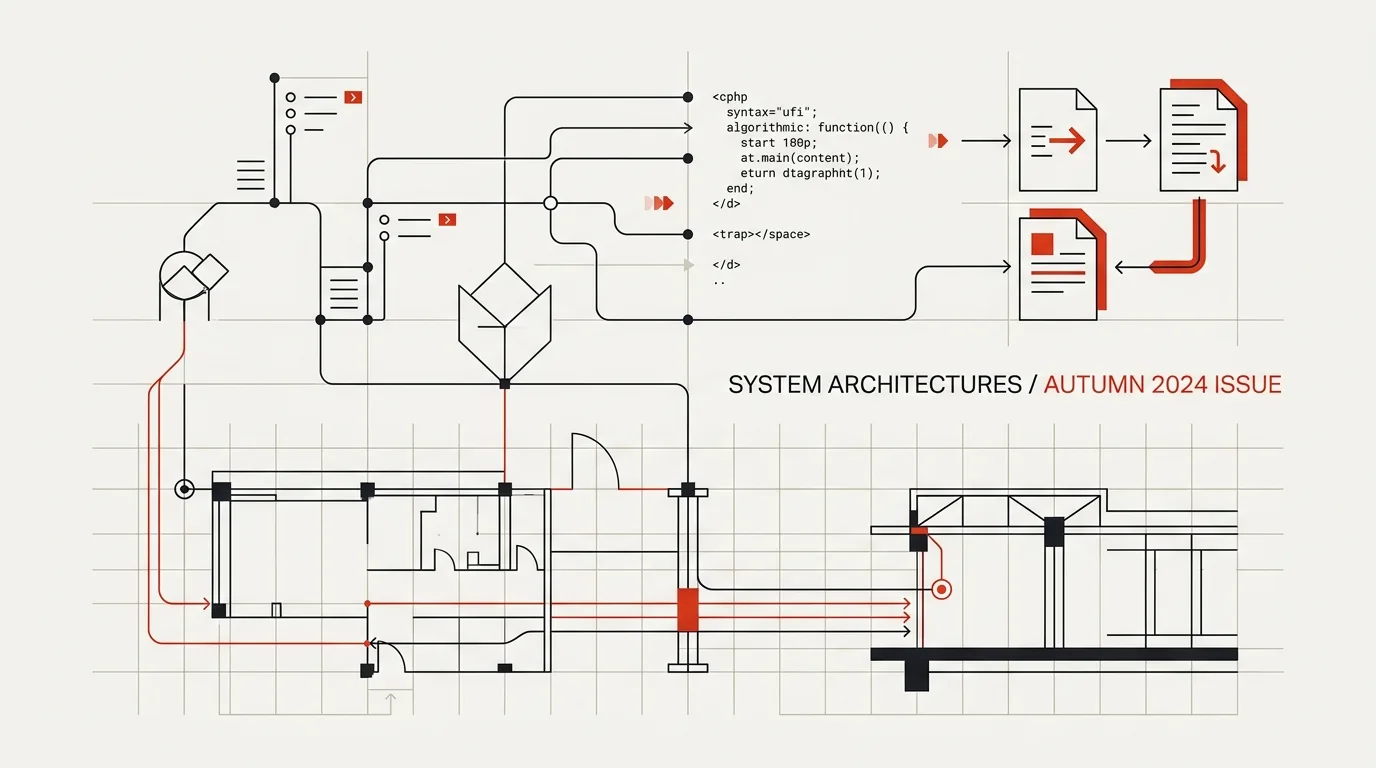 <cphp
syntax="ufi";
algorithmic: function(() {
start 180p;
at.main(content);
eturn dtagraphht(1);
end;
</d>
<trap></space>
</d>
..
SYSTEM ARCHITECTURES / AUTUMN 2024 ISSUE